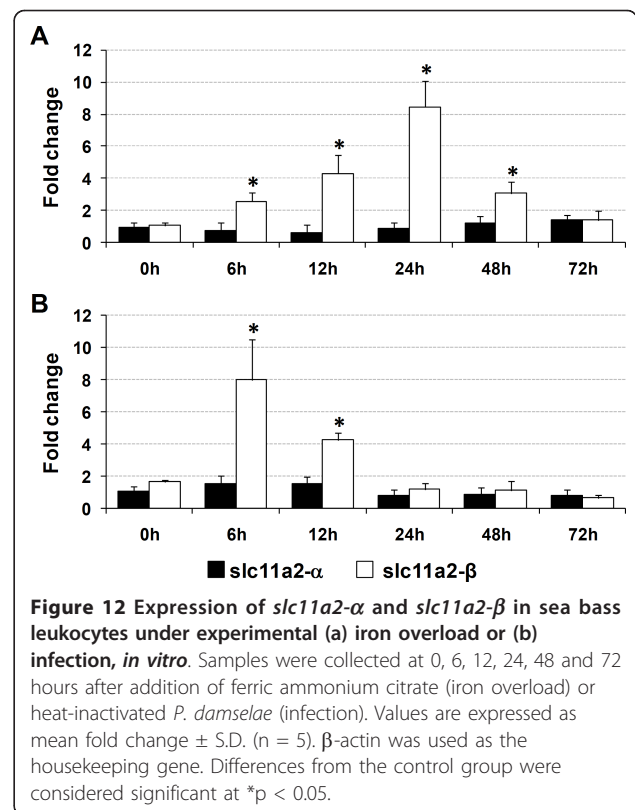 A
12
10
8
6
4
2
0
Fold change
*
*
*
*
0h 6h 12h 24h 48h 72h
B
12
10
8
6
4
2
0
Fold change
*
*
0h 6h 12h 24h 48h 72h
slc11a2-α slc11a2-β
Figure 12 Expression of slc11a2-α and slc11a2-β in sea bass
leukocytes under experimental (a) iron overload or (b)
infection, in vitro. Samples were collected at 0, 6, 12, 24, 48 and 72
hours after addition of ferric ammonium citrate (iron overload) or
heat-inactivated P. damselae (infection). Values are expressed as
mean fold change ± S.D. (n = 5). β-actin was used as the
housekeeping gene. Differences from the control group were
considered significant at *p < 0.05.